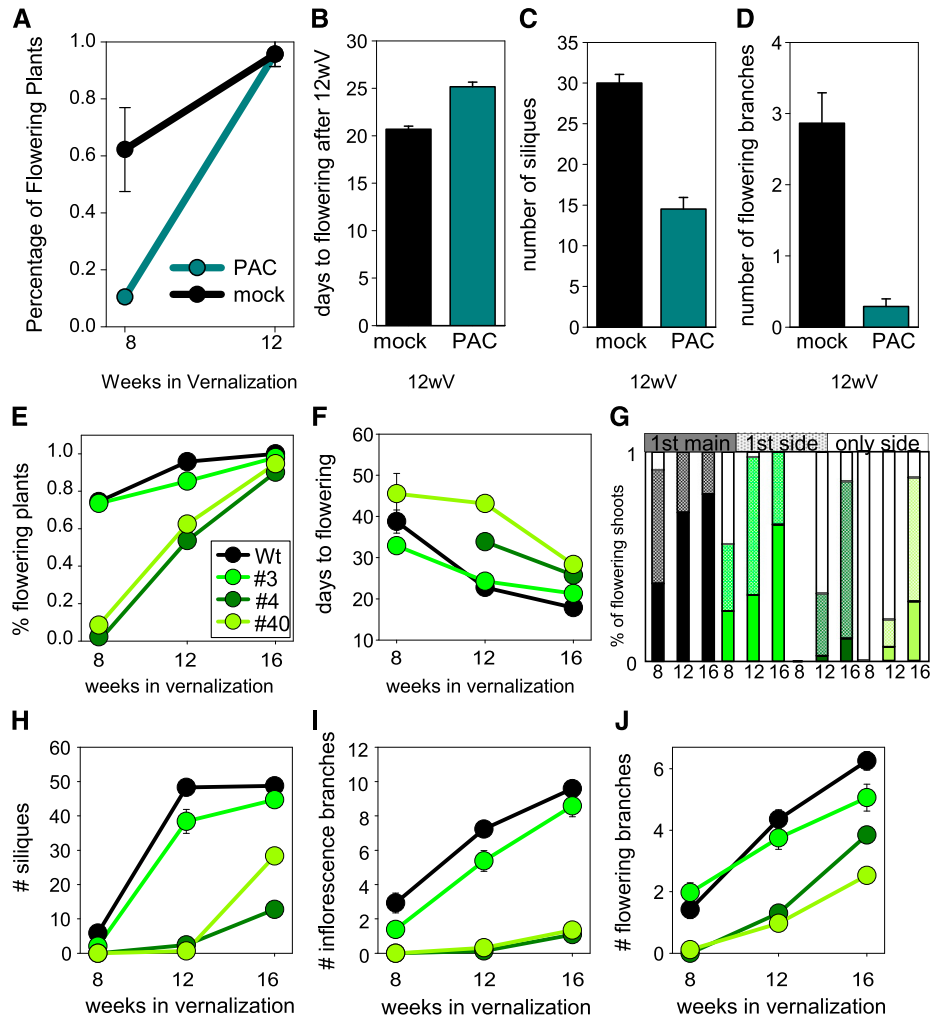 A
Percentage of Flowering Plants
1.0
0.8
0.6
0.4
0.2
0.0
PAC
mock
8
12
Weeks in Vernalization
B
days to flowering after 12wV
30
25
20
15
10
5
0
mock
PAC
12wV
C
number of siliques
35
30
25
20
15
10
5
0
mock
PAC
12wV
D
number of flowering branches
4
3
2
1
0
mock
PAC
12wV
E
% flowering plants
1.0
0.8
0.6
0.4
0.2
0.0
Wt
#3
#4
#40
8
12
16
weeks in vernalization
F
days to flowering
60
50
40
30
20
10
8
12
16
weeks in vernalization
G
1st main
1st side
only side
% of flowering shoots
1
0
8
12
16
8
12
16
8
12
16
8
12
16
weeks in vernalization
H
# siliques
60
50
40
30
20
10
0
8
12
16
weeks in vernalization
I
# inflorescence branches
12
10
8
6
4
2
0
8
12
16
weeks in vernalization
J
# flowering branches
6
4
2
0
8
12
16
weeks in vernalization